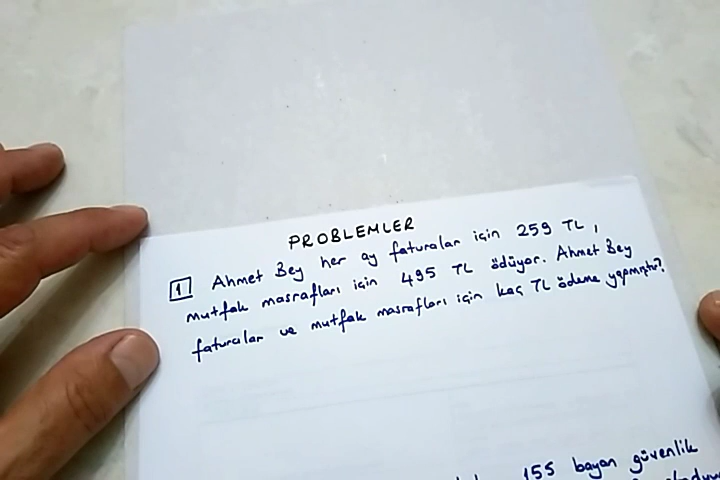 PROBLEMLER
1 Ahmet Bey her ay faturalar için 259 TL,
mutfak masrafları için 495 TL ödüyor. Ahmet Bey
faturalar ve mutfak masrafları için kaç TL ödeme yapmıştır?
155 bayan güvenlik